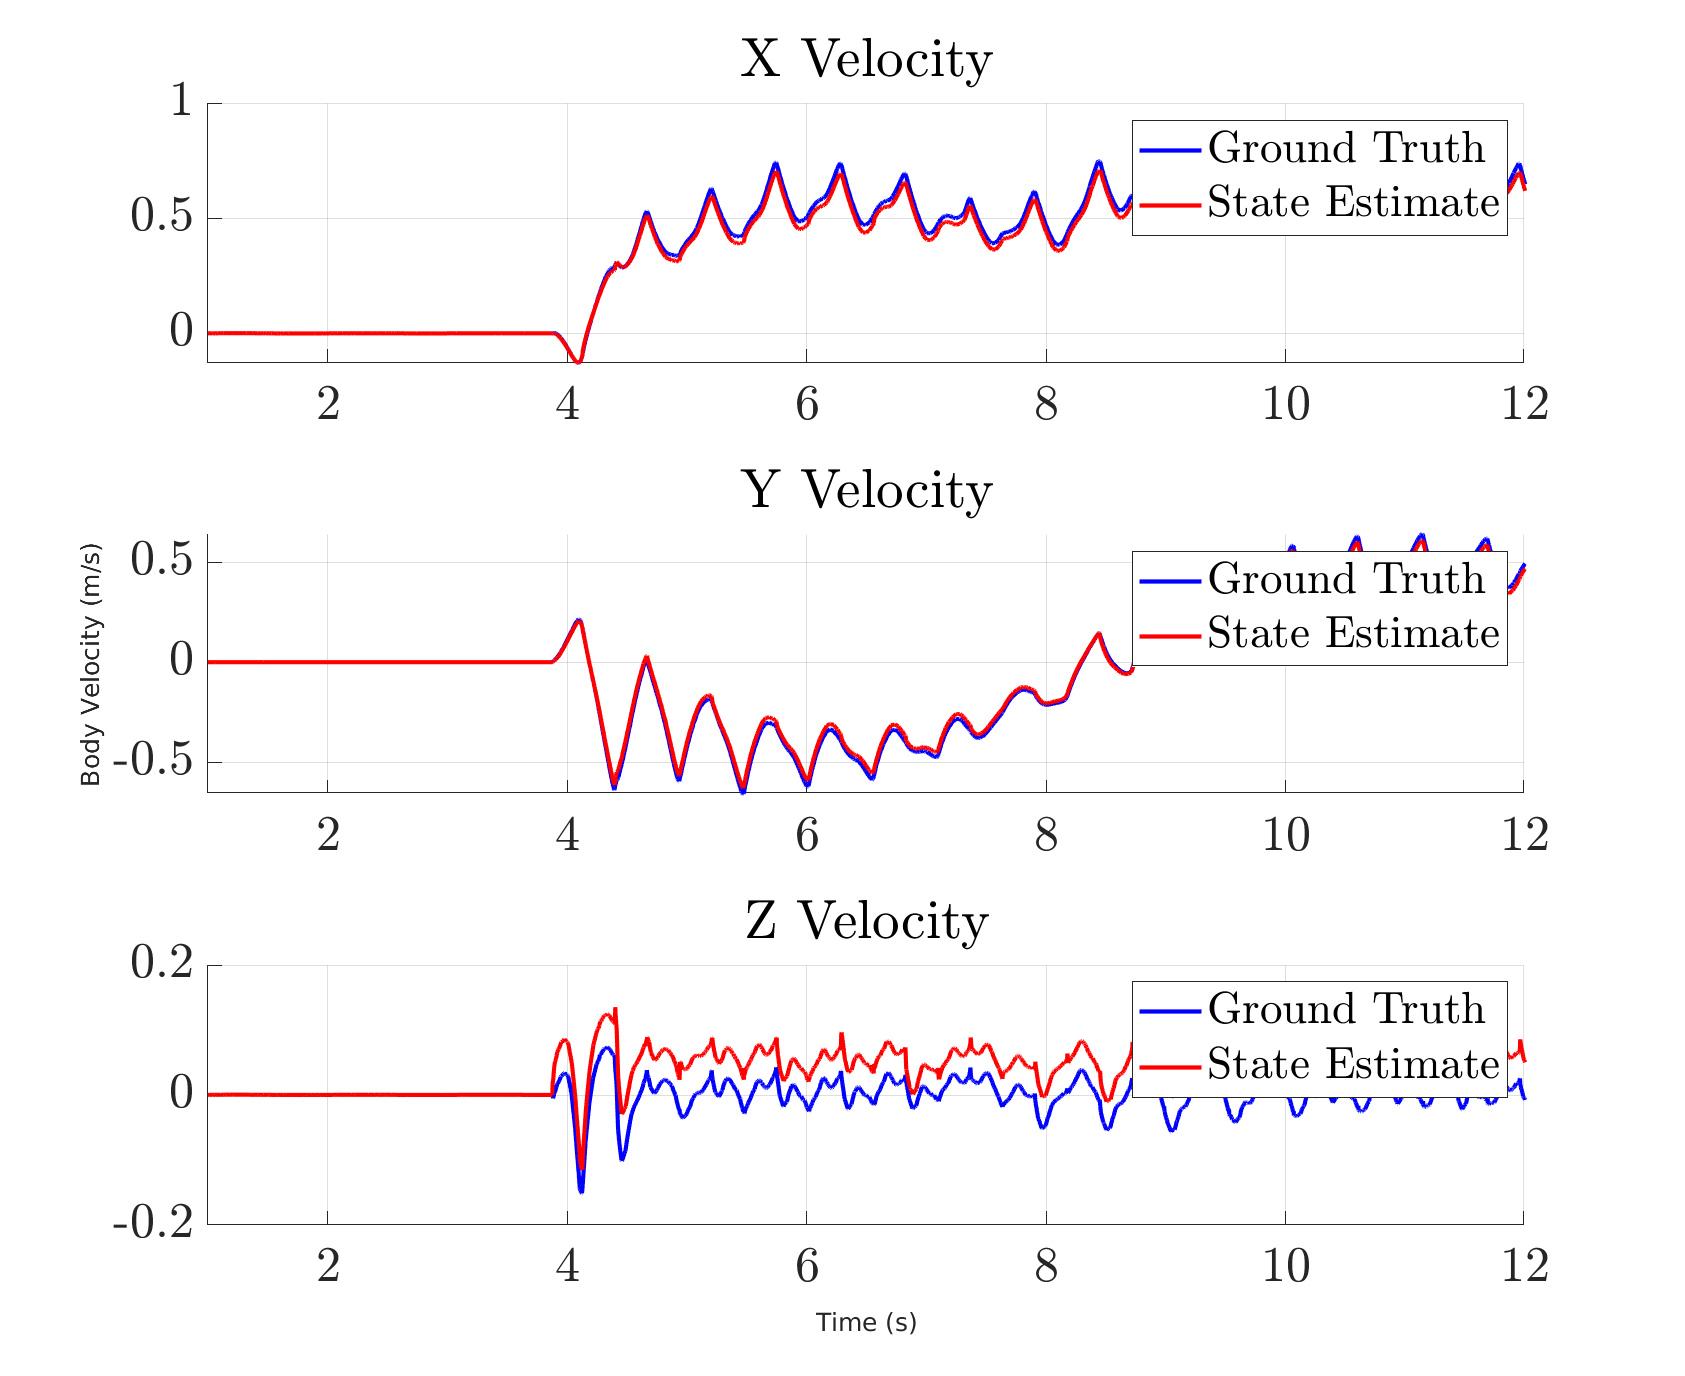 X Velocity
1
0.5
0
Ground Truth
State Estimate
2 4 6 8 10 12
Y Velocity
Body Velocity (m/s)
0.5
0
-0.5
Ground Truth
State Estimate
2 4 6 8 10 12
Z Velocity
0.2
0
-0.2
Ground Truth
State Estimate
2 4 6 8 10 12
Time (s)